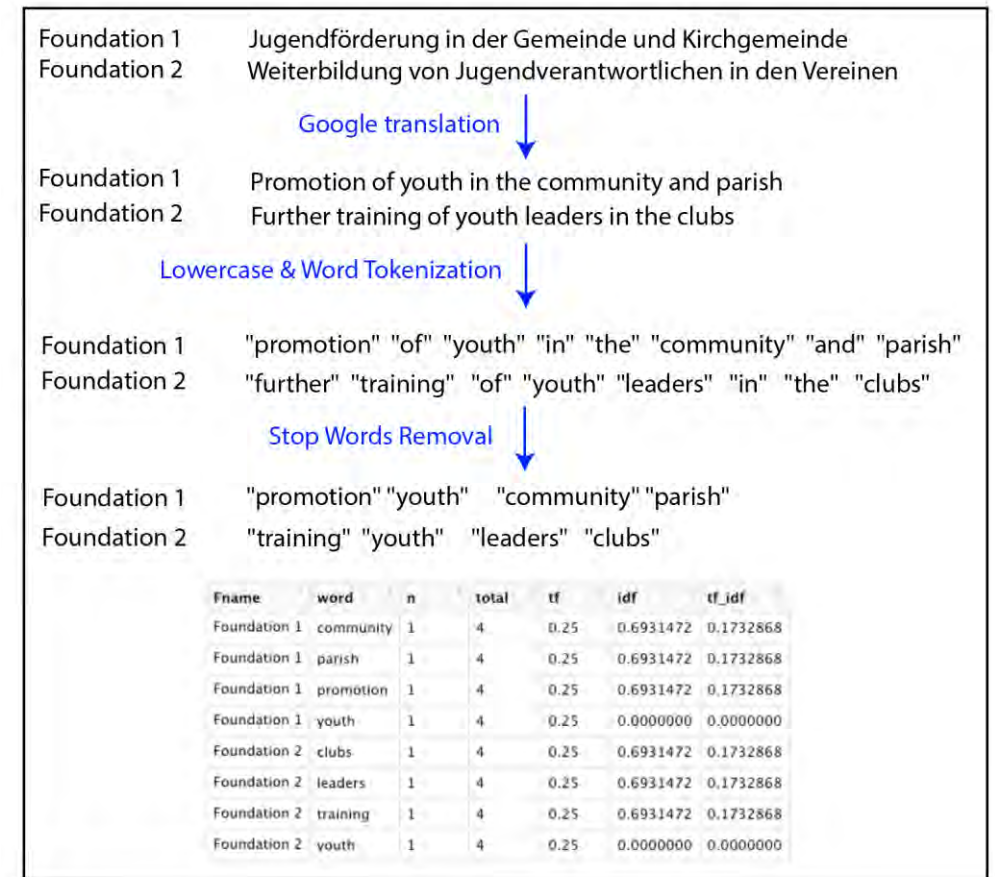 Foundation 1 Jugendförderung in der Gemeinde und Kirchgemeinde
Foundation 2 Weiterbildung von Jugendverantwortlichen in den Vereinen
Google translation
Foundation 1 Promotion of youth in the community and parish
Foundation 2 Further training of youth leaders in the clubs
Lowercase & Word Tokenization
Foundation 1 "promotion" "of" "youth" "in" "the" "community" "and" "parish"
Foundation 2 "further" "training" "of" "youth" "leaders" "in" "the" "clubs"
Stop Words Removal
Foundation 1 "promotion" "youth" "community" "parish"
Foundation 2 "training" "youth" "leaders" "clubs"
Fname word n total tf idf tf_idf
Foundation 1 community 1 4 0.25 0.6931472 0.1732868
Foundation 1 parish 1 4 0.25 0.6931472 0.1732868
Foundation 1 promotion 1 4 0.25 0.6931472 0.1732868
Foundation 1 youth 1 4 0.25 0.0000000 0.0000000
Foundation 2 clubs 1 4 0.25 0.6931472 0.1732868
Foundation 2 leaders 1 4 0.25 0.6931472 0.1732868
Foundation 2 training 1 4 0.25 0.6931472 0.1732868
Foundation 2 youth 1 4 0.25 0.0000000 0.0000000